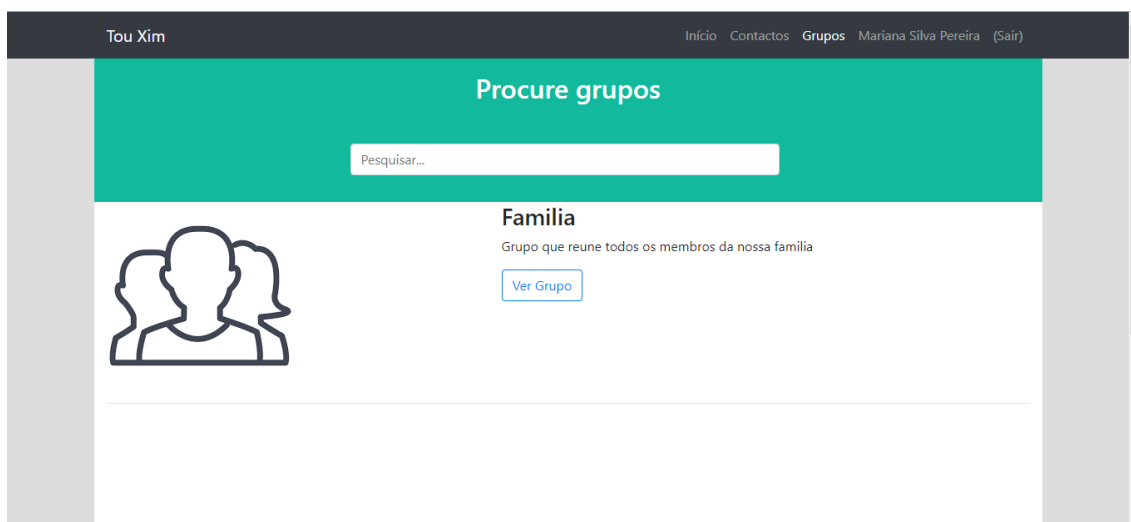 Tou Xim
Início Contactos Grupos Mariana Silva Pereira (Sair)
Procure grupos
Pesquisar...
Familia
Grupo que reune todos os membros da nossa familia
Ver Grupo